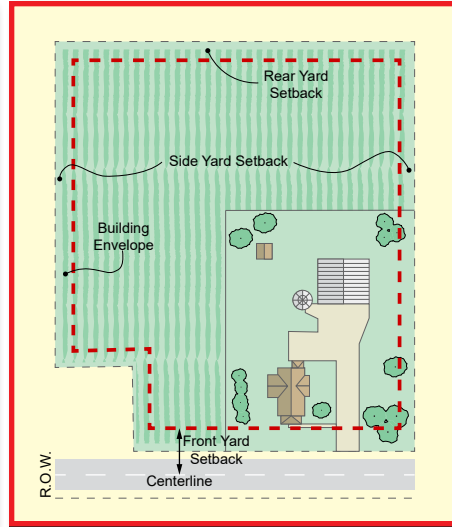 Rear Yard
Setback
Side Yard Setback
Building
Envelope
Front Yard
Setback
R.O.W.
Centerline